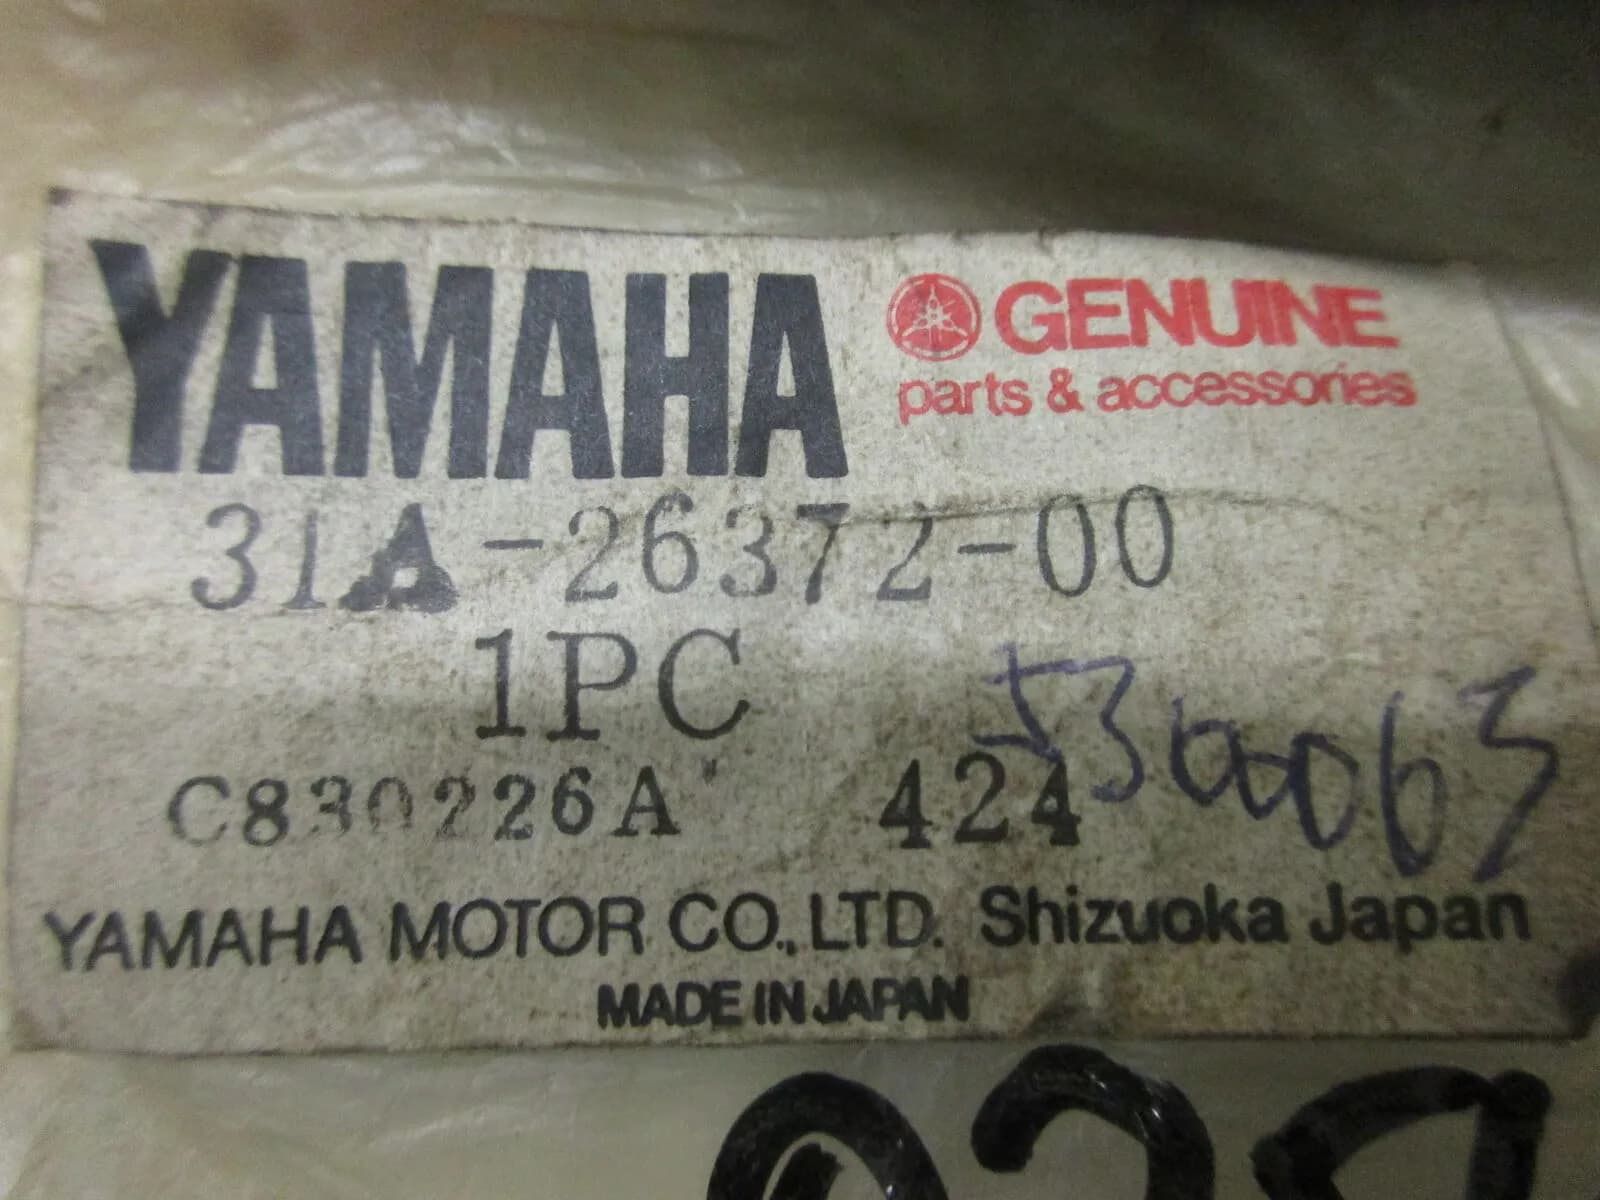 YAMAHA GENUINE
parts & accessories
31A-26372-00
1PC
C830226A 424
YAMAHA MOTOR CO., LTD. Shizuoka Japan
MADE IN JAPAN